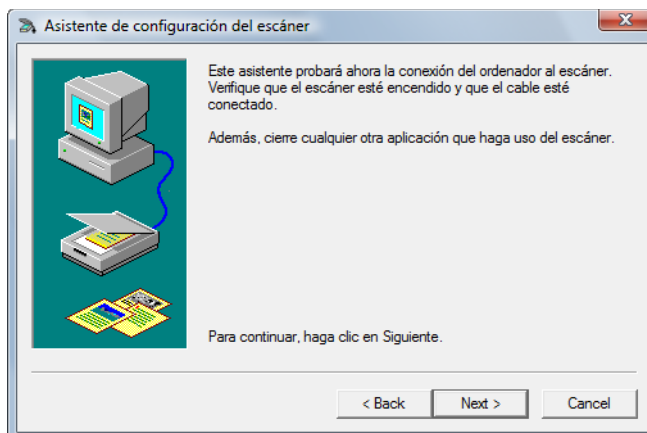 Asistente de configuración del escáner
Este asistente probará ahora la conexión del ordenador al escáner.
Verifique que el escáner esté encendido y que el cable esté
conectado.
Además, cierre cualquier otra aplicación que haga uso del escáner.
Para continuar, haga clic en Siguiente.
< Back Next > Cancel